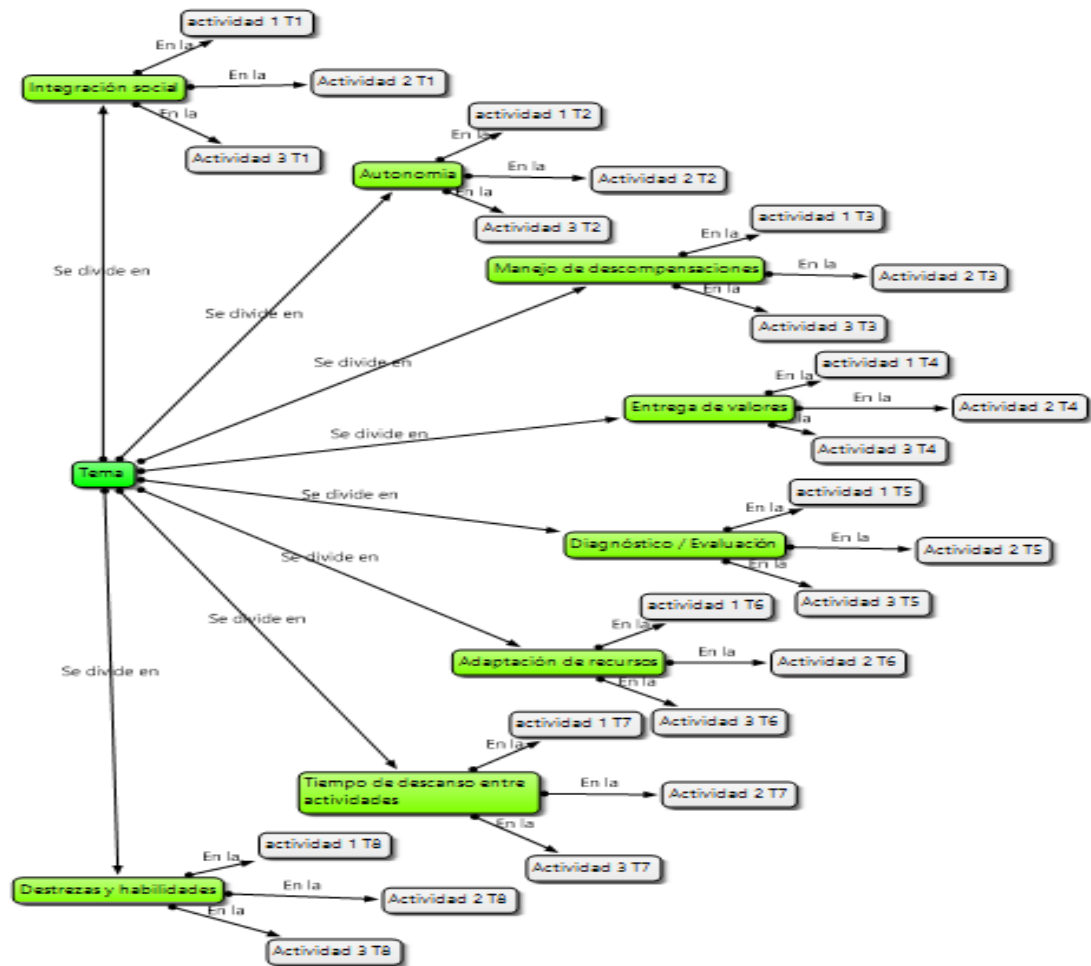 actividad 1 T1
En la
Integración social
En la
Actividad 2 T1
En la
Actividad 3 T1
actividad 1 T2
En la
Autonomia
En la
Actividad 2 T2
En la
Actividad 3 T2
actividad 1 T3
En la
Manejo de descompensaciones
En la
Actividad 2 T3
En la
Actividad 3 T3
Se divide en
Se divide en
Se divide en
actividad 1 T4
En la
Entrega de valores
En la
Actividad 2 T4
En la
Actividad 3 T4
Se divide en
Tema
Se divide en
actividad 1 T5
En la
Diagnóstico / Evaluación
En la
Actividad 2 T5
En la
Actividad 3 T5
Se divide en
actividad 1 T6
En la
Adaptación de recursos
En la
Actividad 2 T6
En la
Actividad 3 T6
Se divide en
actividad 1 T7
En la
Tiempo de descanso entre
actividades
En la
Actividad 2 T7
En la
Actividad 3 T7
Se divide en
actividad 1 T8
En la
Destrezas y habilidades
En la
Actividad 2 T8
En la
Actividad 3 T8